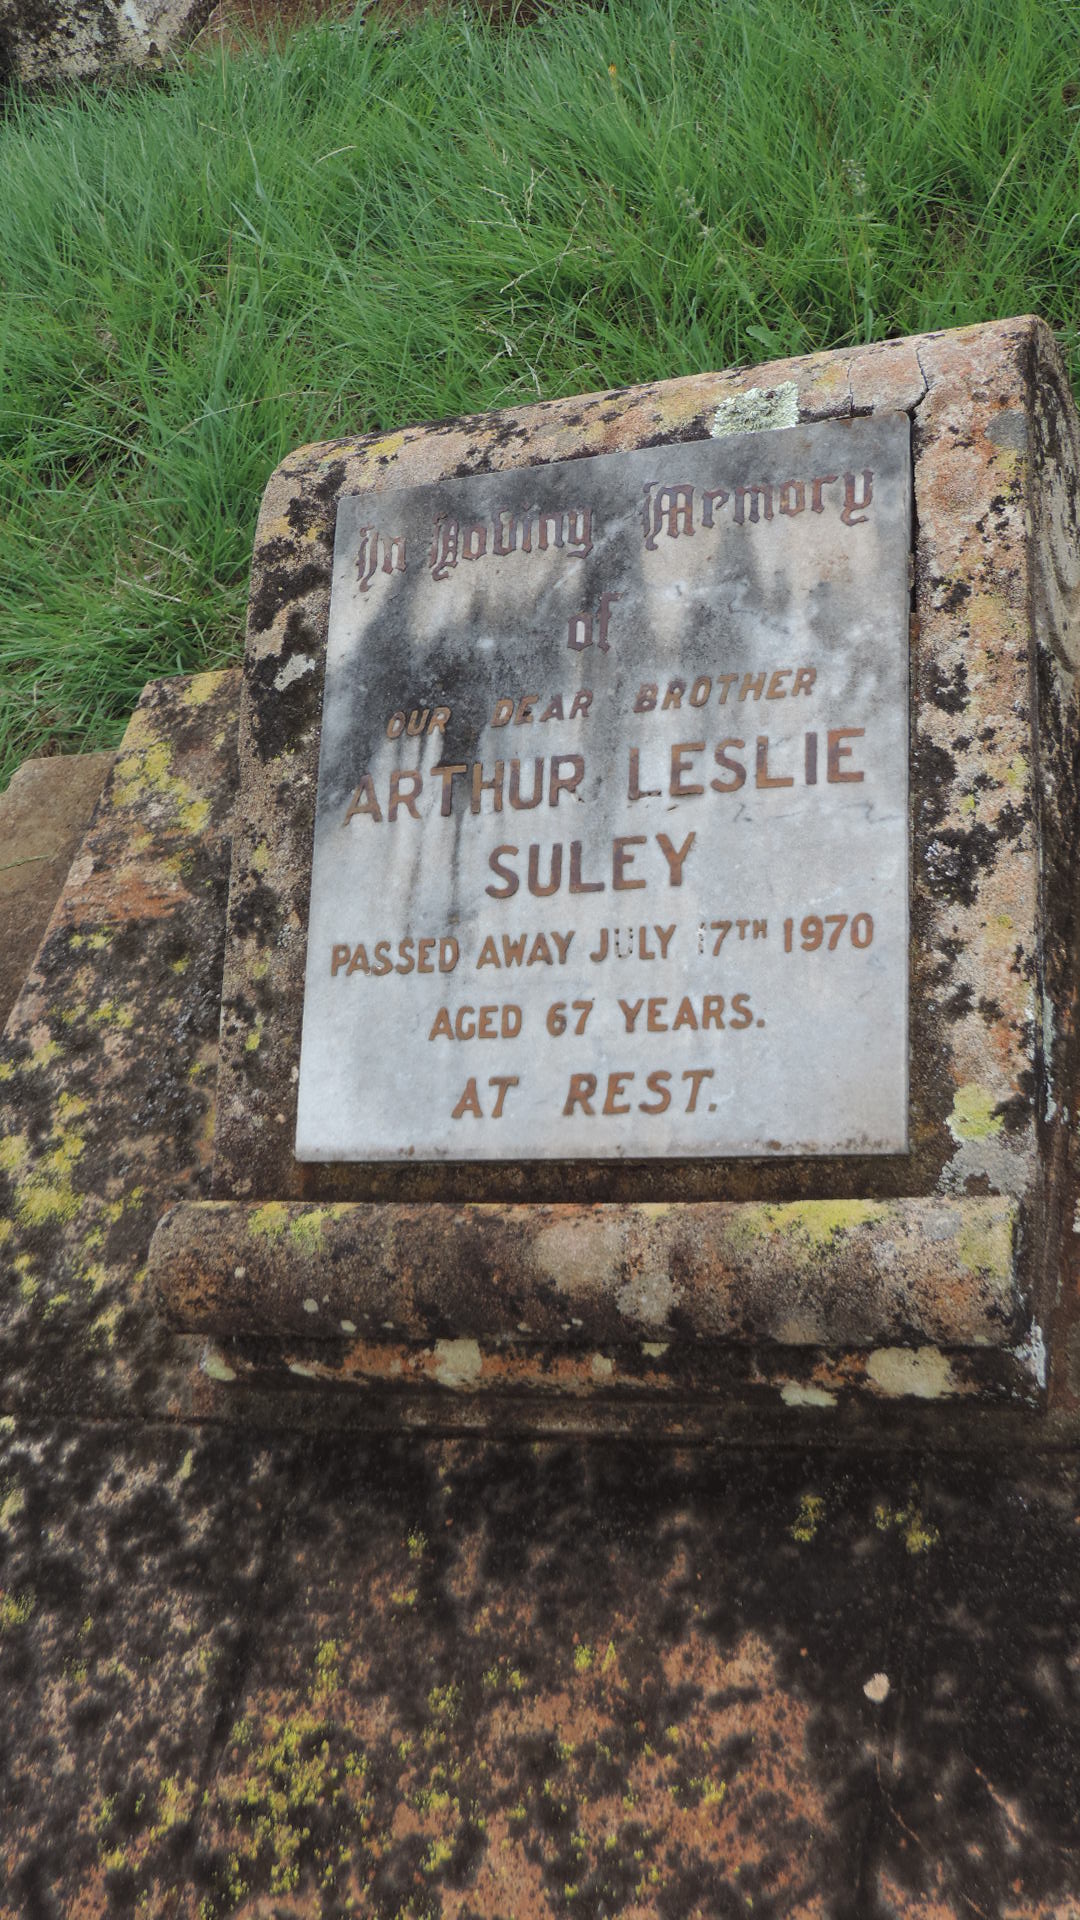 In Loving Memory
of
OUR DEAR BROTHER
ARTHUR LESLIE
SULEY
PASSED AWAY JULY 17TH 1970
AGED 67 YEARS.
AT REST.